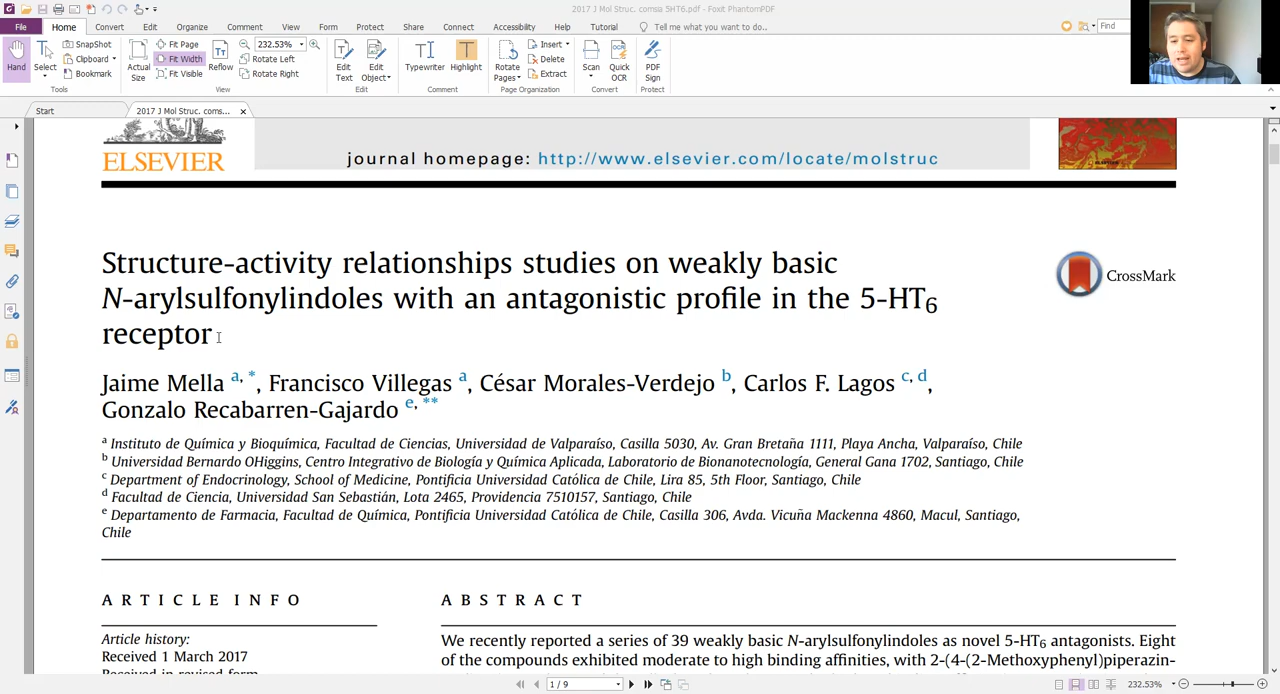 2017 J Mol Struc. comsa 5HT6.pdf - Foxit PhantomPDF
File Home Convert Edit Organize Comment View Form Protect Share Connect Accessibility Help Tutorial Tell me what you want to do.. Find
Hand Select SnapShot Clipboard Bookmark Actual Size Fit Page Fit Width Fit Visible Reflow 232.53% Rotate Left Rotate Right Edit Text Edit Object Typewriter Highlight Rotate Pages Insert Delete Extract Scan Quick OCR PDF Sign
Tools View Edit Comment Page Organization Convert Protect
Start 2017 J Mol Struc. coms...
ELSEVIER
journal homepage: http://www.elsevier.com/locate/molstruc
Structure-activity relationships studies on weakly basic
N-arylsulfonylindoles with an antagonistic profile in the 5-HT6
receptor
CrossMark
Jaime Mella a, *, Francisco Villegas a, César Morales-Verdejo b, Carlos F. Lagos c, d,
Gonzalo Recabarren-Gajardo e, **
a Instituto de Química y Bioquímica, Facultad de Ciencias, Universidad de Valparaíso, Casilla 5030, Av. Gran Bretaña 1111, Playa Ancha, Valparaíso, Chile
b Universidad Bernardo OHiggins, Centro Integrativo de Biología y Química Aplicada, Laboratorio de Bionanotecnología, General Gana 1702, Santiago, Chile
c Department of Endocrinology, School of Medicine, Pontificia Universidad Católica de Chile, Lira 85, 5th Floor, Santiago, Chile
d Facultad de Ciencia, Universidad San Sebastián, Lota 2465, Providencia 7510157, Santiago, Chile
e Departamento de Farmacia, Facultad de Química, Pontificia Universidad Católica de Chile, Casilla 306, Avda. Vicuña Mackenna 4860, Macul, Santiago,
Chile
ARTICLE INFO
ABSTRACT
Article history:
Received 1 March 2017
Received in revised form
We recently reported a series of 39 weakly basic N-arylsulfonylindoles as novel 5-HT6 antagonists. Eight
of the compounds exhibited moderate to high binding affinities, with 2-(4-(2-Methoxyphenyl)piperazin-
1 / 9 232.53%